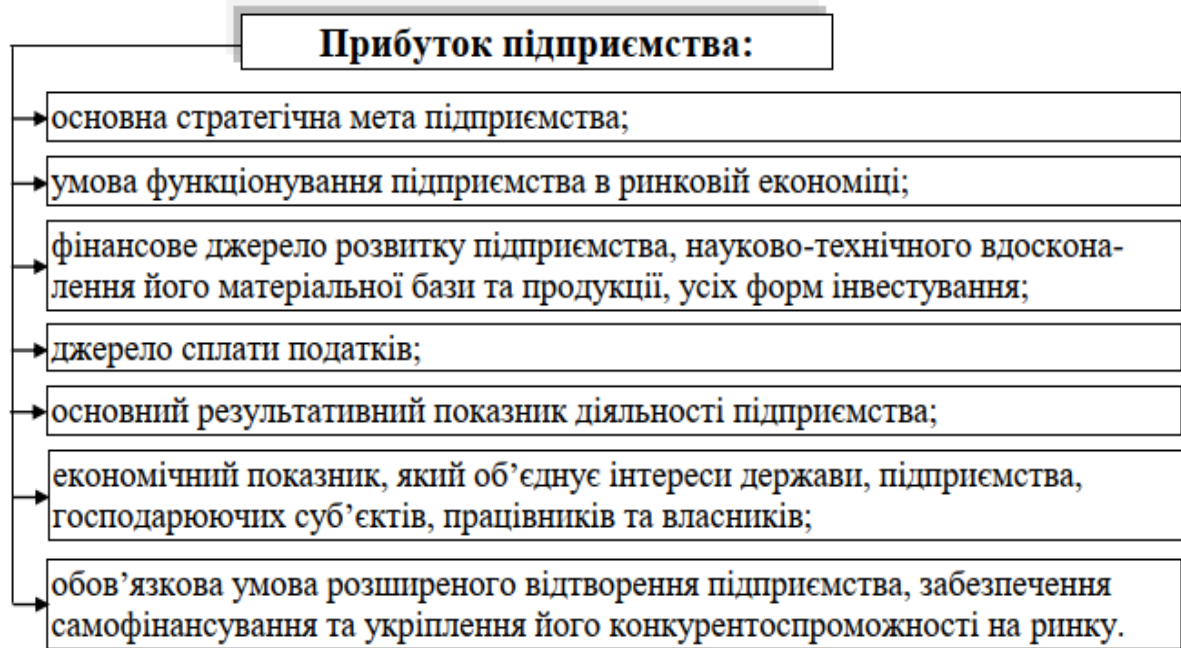 Прибуток підприємства:
основна стратегічна мета підприємства;
умова функціонування підприємства в ринковій економіці;
фінансове джерело розвитку підприємства, науково-технічного вдоскона-
лення його матеріальної бази та продукції, усіх форм інвестування;
джерело сплати податків;
основний результативний показник діяльності підприємства;
економічний показник, який об’єднує інтереси держави, підприємства,
господарюючих суб’єктів, працівників та власників;
обов’язкова умова розширеного відтворення підприємства, забезпечення
самофінансування та укріплення його конкурентоспроможності на ринку.